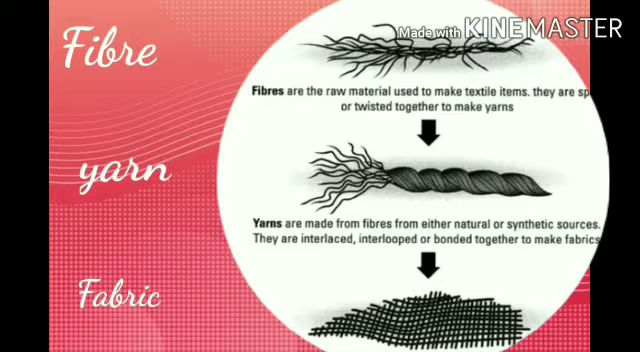 Made with KINEMASTER
Fibre
Fibres are the raw material used to make textile items. they are sp
or twisted together to make yarns
yarn
Yarns are made from fibres from either natural or synthetic sources.
They are interlaced, interlooped or bonded together to make fabrics
Fabric